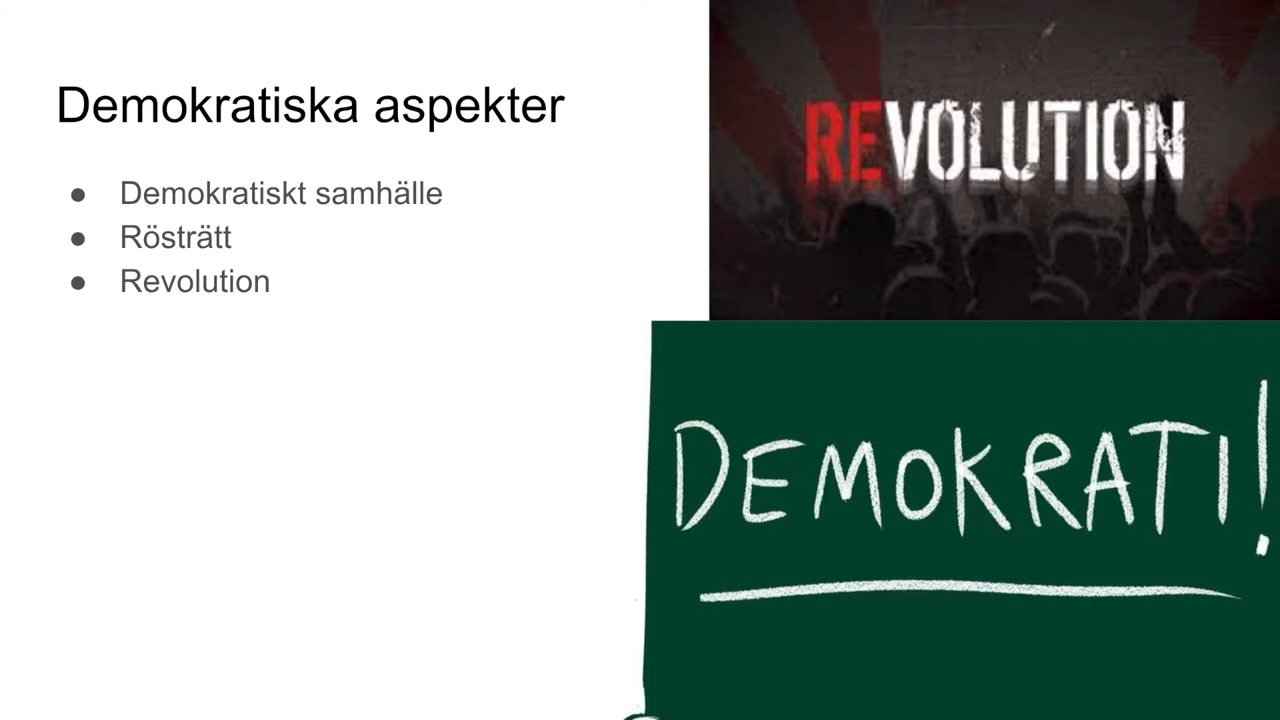 Demokratiska aspekter
● Demokratiskt samhälle
● Rösträtt
● Revolution
REVOLUTION
DEMOKRATI!